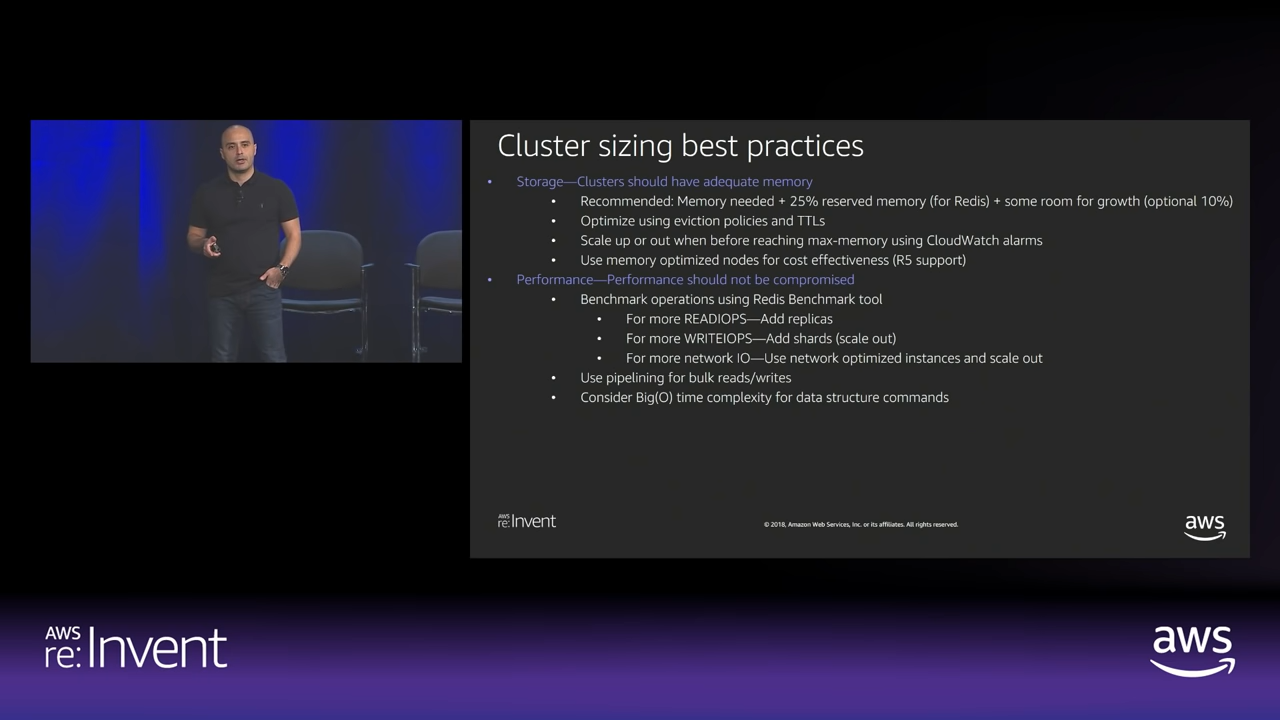 Cluster sizing best practices
• Storage—Clusters should have adequate memory
• Recommended: Memory needed + 25% reserved memory (for Redis) + some room for growth (optional 10%)
• Optimize using eviction policies and TTLs
• Scale up or out when before reaching max-memory using CloudWatch alarms
• Use memory optimized nodes for cost effectiveness (R5 support)
• Performance—Performance should not be compromised
• Benchmark operations using Redis Benchmark tool
• For more READIOPS—Add replicas
• For more WRITEIOPS—Add shards (scale out)
• For more network IO—Use network optimized instances and scale out
• Use pipelining for bulk reads/writes
• Consider Big(O) time complexity for data structure commands
AWS
re:Invent
© 2018, Amazon Web Services, Inc. or its affiliates. All rights reserved.
aws
AWS
re:Invent
aws